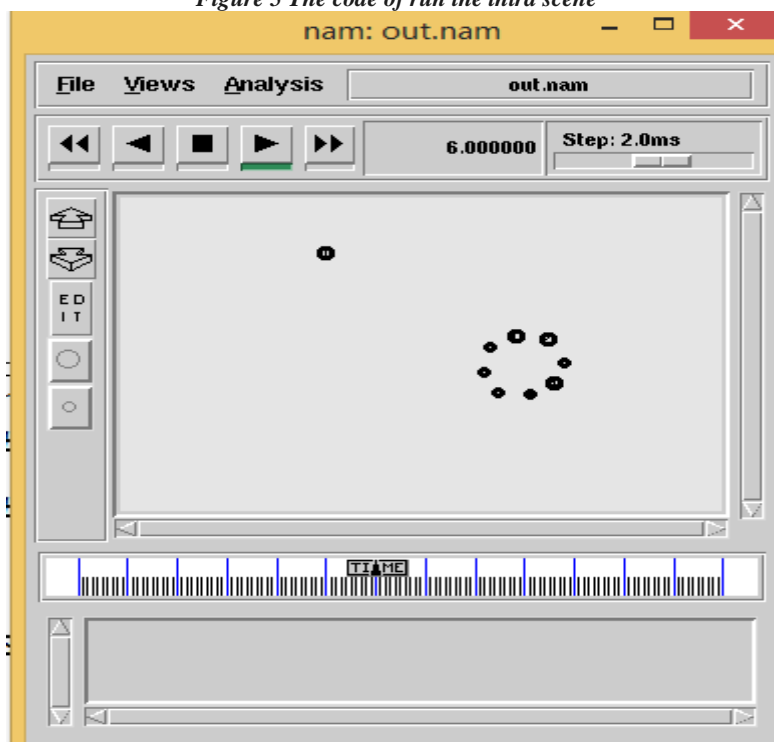 Figure 5 The code of run the third scene
nam: out.nam
File Views Analysis out.nam
6.000000 Step: 2.0ms
ED
IT
TIME